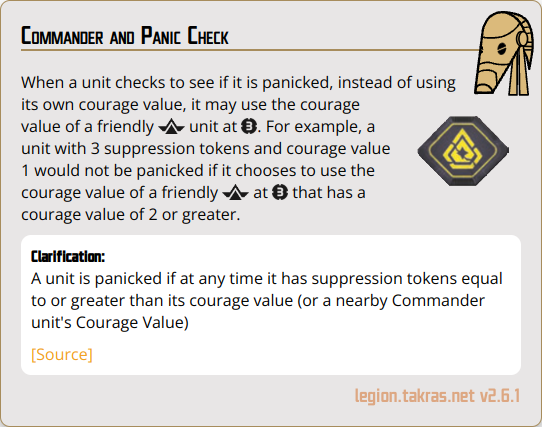 Commander and Panic Check
When a unit checks to see if it is panicked, instead of using
its own courage value, it may use the courage
value of a friendly unit at 3. For example, a
unit with 3 suppression tokens and courage value
1 would not be panicked if it chooses to use the
courage value of a friendly at 3 that has a
courage value of 2 or greater.
Clarification:
A unit is panicked if at any time it has suppression tokens equal
to or greater than its courage value (or a nearby Commander
unit's Courage Value)
[Source]
legion.takras.net v2.6.1